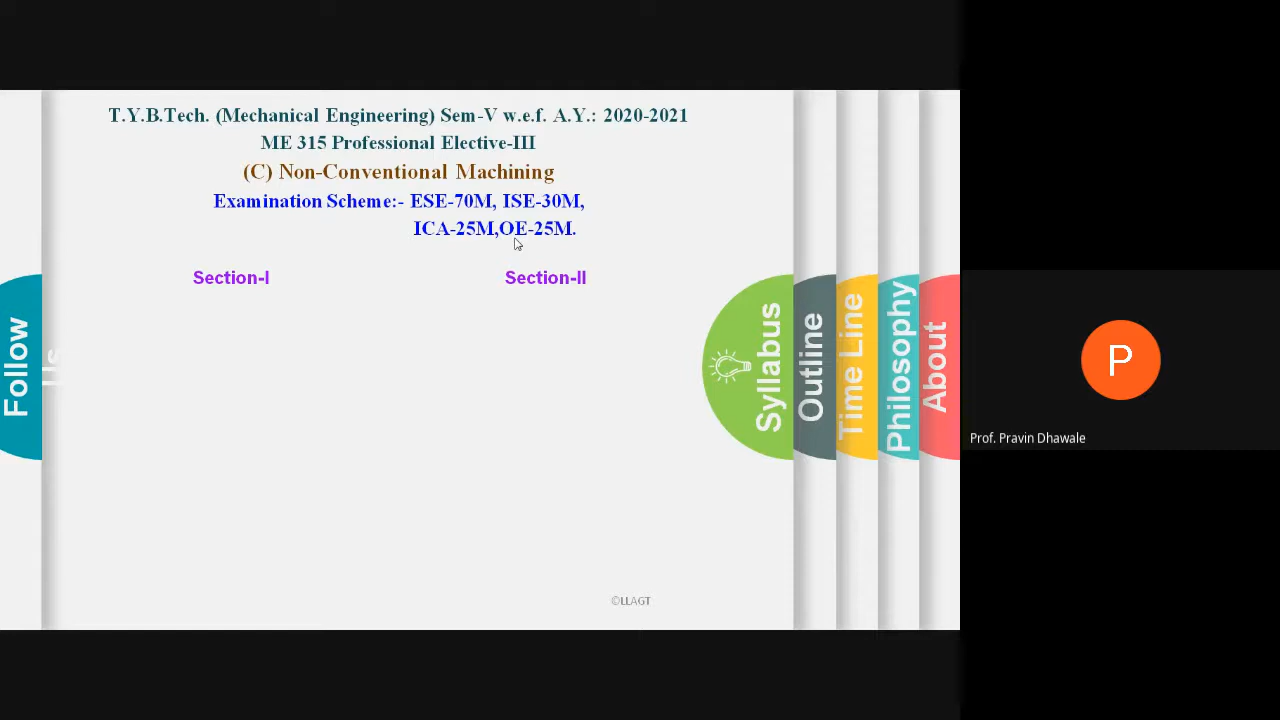 T.Y.B.Tech. (Mechanical Engineering) Sem-V w.e.f. A.Y.: 2020-2021
ME 315 Professional Elective-III
(C) Non-Conventional Machining
Examination Scheme:- ESE-70M, ISE-30M,
ICA-25M,OE-25M.
Section-I
Section-II
Follow
Us
Syllabus
Outline
Time Line
Philosophy
About
P
Prof. Pravin Dhawale
©LLAGT